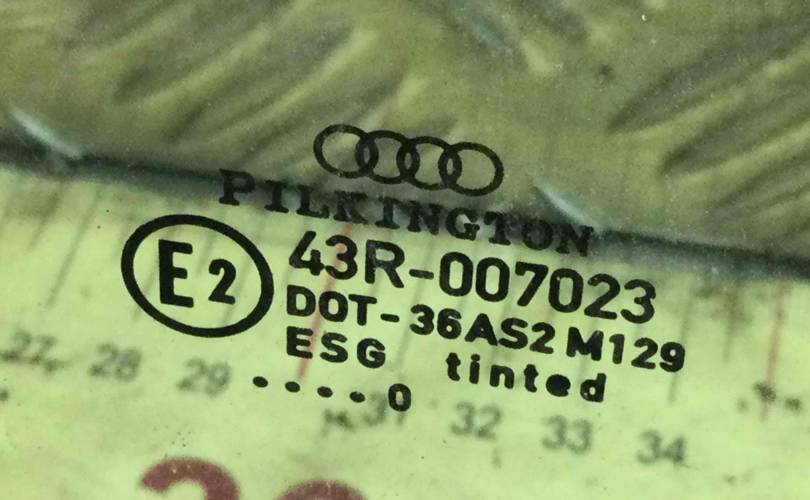 PILKINGTON
E2
43R-007023
DOT-36AS2 M129
ESG tinted
....0
27 28 29 31 32 33 34